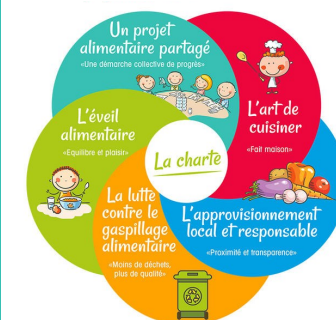 Un projet
alimentaire partagé
«Une démarche collective de progrès»
L'art de
cuisiner
«Fait maison»
L'éveil
alimentaire
«Equilibre et plaisir»
La charte
La lutte
contre le
gaspillage
alimentaire
«Moins de déchets,
plus de qualité»
L'approvisionnement
local et responsable
«Proximité et transparence»